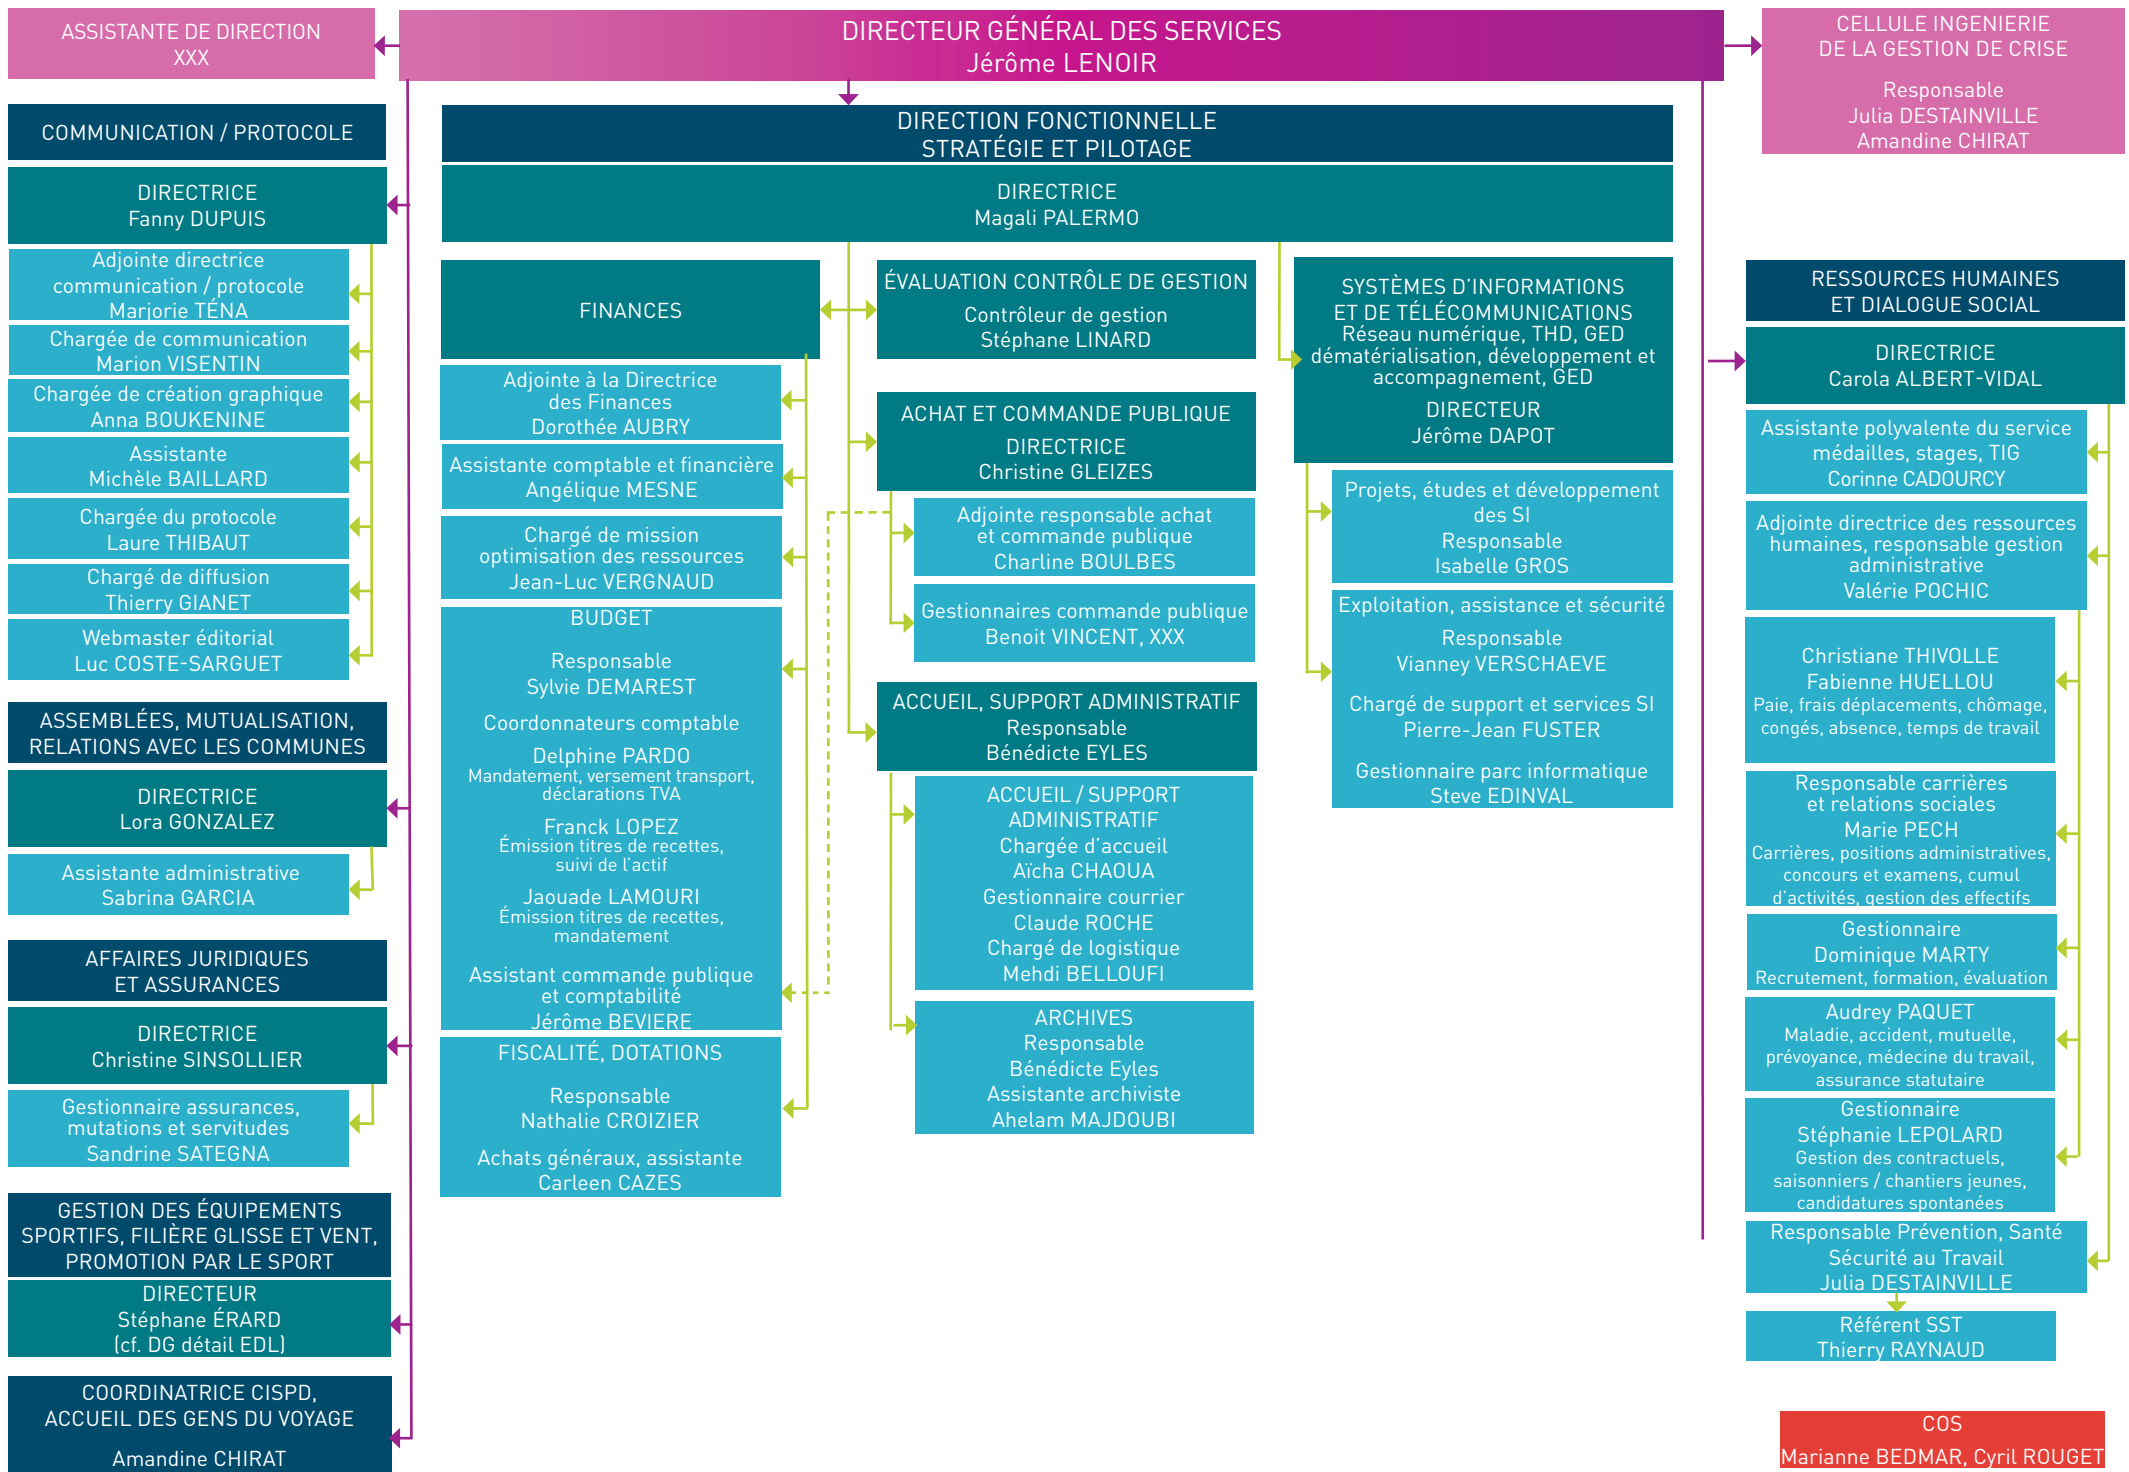 ASSISTANTE DE DIRECTION
XXX
DIRECTEUR GÉNÉRAL DES SERVICES
Jérôme LENOIR
CELLULE INGENIERIE
DE LA GESTION DE CRISE
Responsable
Julia DESTAINVILLE
Amandine CHIRAT
COMMUNICATION / PROTOCOLE
DIRECTRICE
Fanny DUPUIS
Adjointe directrice
communication / protocole
Marjorie TÉNA
Chargée de communication
Marion VISENTIN
Chargée de création graphique
Anna BOUKENINE
Assistante
Michèle BAILLARD
Chargée du protocole
Laure THIBAUT
Chargé de diffusion
Thierry GIANET
Webmaster éditorial
Luc COSTE-SARGUET
ASSEMBLÉES, MUTUALISATION,
RELATIONS AVEC LES COMMUNES
DIRECTRICE
Lora GONZALEZ
Assistante administrative
Sabrina GARCIA
AFFAIRES JURIDIQUES
ET ASSURANCES
DIRECTRICE
Christine SINSOLLIER
Gestionnaire assurances,
mutations et servitudes
Sandrine SATEGNA
GESTION DES ÉQUIPEMENTS
SPORTIFS, FILIÈRE GLISSE ET VENT,
PROMOTION PAR LE SPORT
DIRECTEUR
Stéphane ÉRARD
(cf. DG détail EDL)
COORDINATRICE CISPD,
ACCUEIL DES GENS DU VOYAGE
Amandine CHIRAT
DIRECTION FONCTIONNELLE
STRATÉGIE ET PILOTAGE
DIRECTRICE
Magali PALERMO
FINANCES
Adjointe à la Directrice
des Finances
Dorothée AUBRY
Assistante comptable et financière
Angélique MESNE
Chargé de mission
optimisation des ressources
Jean-Luc VERGNAUD
BUDGET
Responsable
Sylvie DEMAREST
Coordonnateurs comptable
Delphine PARDO
Mandatement, versement transport,
déclarations TVA
Franck LOPEZ
Émission titres de recettes,
suivi de l'actif
Jaouade LAMOURI
Émission titres de recettes,
mandatement
Assistant commande publique
et comptabilité
Jérôme BEVIERE
FISCALITÉ, DOTATIONS
Responsable
Nathalie CROIZIER
Achats généraux, assistante
Carleen CAZES
ÉVALUATION CONTRÔLE DE GESTION
Contrôleur de gestion
Stéphane LINARD
ACHAT ET COMMANDE PUBLIQUE
DIRECTRICE
Christine GLEIZES
Adjointe responsable achat
et commande publique
Charline BOULBES
Gestionnaires commande publique
Benoit VINCENT, XXX
ACCUEIL, SUPPORT ADMINISTRATIF
Responsable
Bénédicte EYLES
ACCUEIL / SUPPORT
ADMINISTRATIF
Chargée d'accueil
Aïcha CHAOUA
Gestionnaire courrier
Claude ROCHE
Chargé de logistique
Mehdi BELLOUFI
ARCHIVES
Responsable
Bénédicte Eyles
Assistante archiviste
Ahelam MAJDOUBI
SYSTÈMES D'INFORMATIONS
ET DE TÉLÉCOMMUNICATIONS
Réseau numérique, THD, GED
dématérialisation, développement et
accompagnement, GED
DIRECTEUR
Jérôme DAPOT
Projets, études et développement
des SI
Responsable
Isabelle GROS
Exploitation, assistance et sécurité
Responsable
Vianney VERSCHAEVE
Chargé de support et services SI
Pierre-Jean FUSTER
Gestionnaire parc informatique
Steve EDINVAL
RESSOURCES HUMAINES
ET DIALOGUE SOCIAL
DIRECTRICE
Carola ALBERT-VIDAL
Assistante polyvalente du service
médailles, stages, TIG
Corinne CADOURCY
Adjointe directrice des ressources
humaines, responsable gestion
administrative
Valérie POCHIC
Christiane THIVOLLE
Fabienne HUELLOU
Paie, frais déplacements, chômage,
congés, absence, temps de travail
Responsable carrières
et relations sociales
Marie PECH
Carrières, positions administratives,
concours et examens, cumul
d'activités, gestion des effectifs
Gestionnaire
Dominique MARTY
Recrutement, formation, évaluation
Audrey PAQUET
Maladie, accident, mutuelle,
prévoyance, médecine du travail,
assurance statutaire
Gestionnaire
Stéphanie LEPOLARD
Gestion des contractuels,
saisonniers / chantiers jeunes,
candidatures spontanées
Responsable Prévention, Santé
Sécurité au Travail
Julia DESTAINVILLE
Référent SST
Thierry RAYNAUD
COS
Marianne BEDMAR, Cyril ROUGET